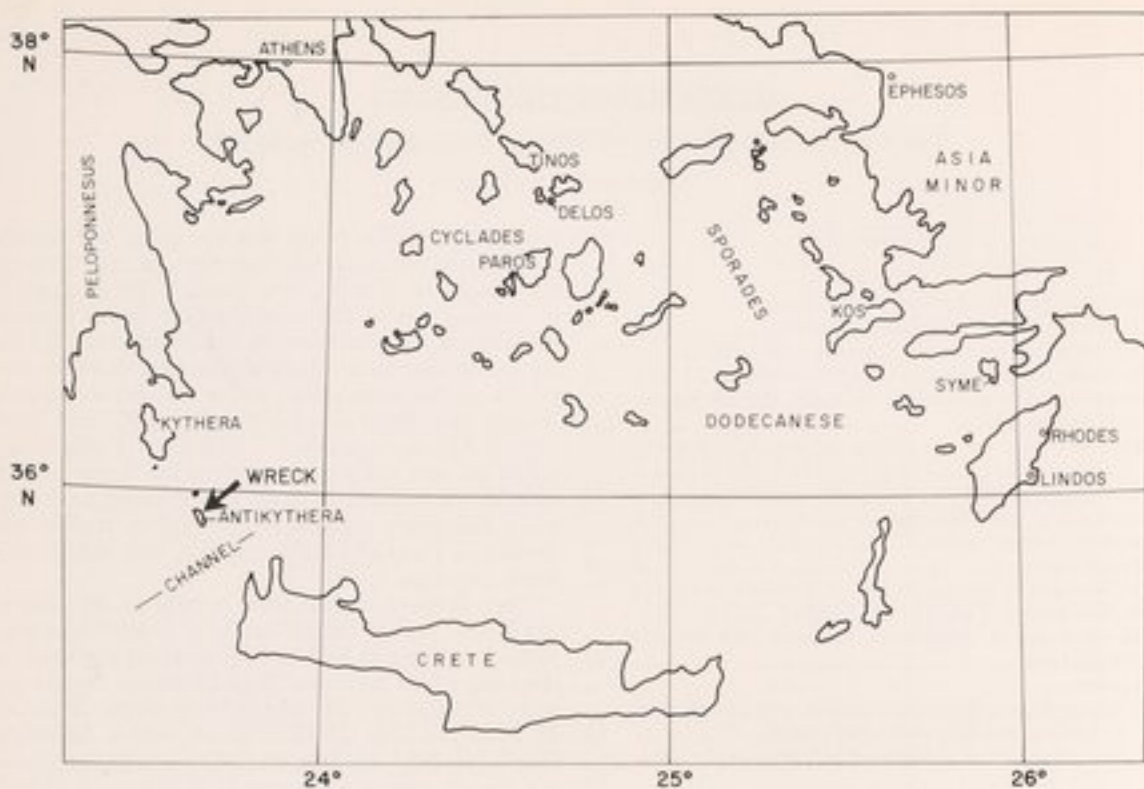 38°
N
ATHENS
EPHESOS
TINOS
ASIA
MINOR
DELOS
PELOPONNESUS
CYCLADES
PAROS
SPORADES
KOS
SYME
KYTHERA
DODECANESE
RHODES
36°
N
WRECK
LINDOS
ANTIKYTHERA
CHANNEL
CRETE
24°
25°
26°